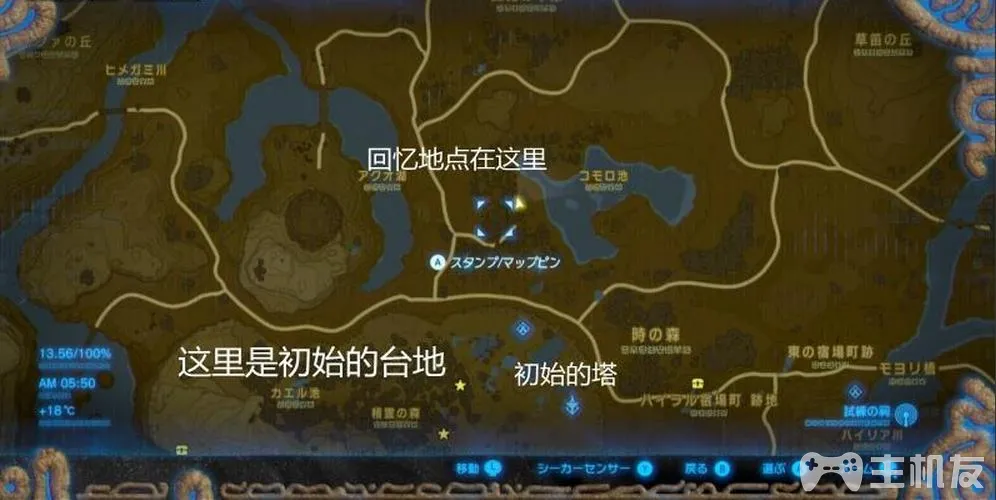 ヒメガミ川
草笛の丘
回忆地点在这里
アクオ湖
コモロ池
A スタンプ/マップピン
13.56/100%
AM 05:50
+18℃
时の森
这里是初始的台地
初始的塔
東の宿場町跡
モヨリ橋
カエル池
精霊の森
ハイラル宿場町 跡地
試練の祠
ハイリア川
移動 L
シーカーセンサー Y
戻る B
選ぶ
主机友